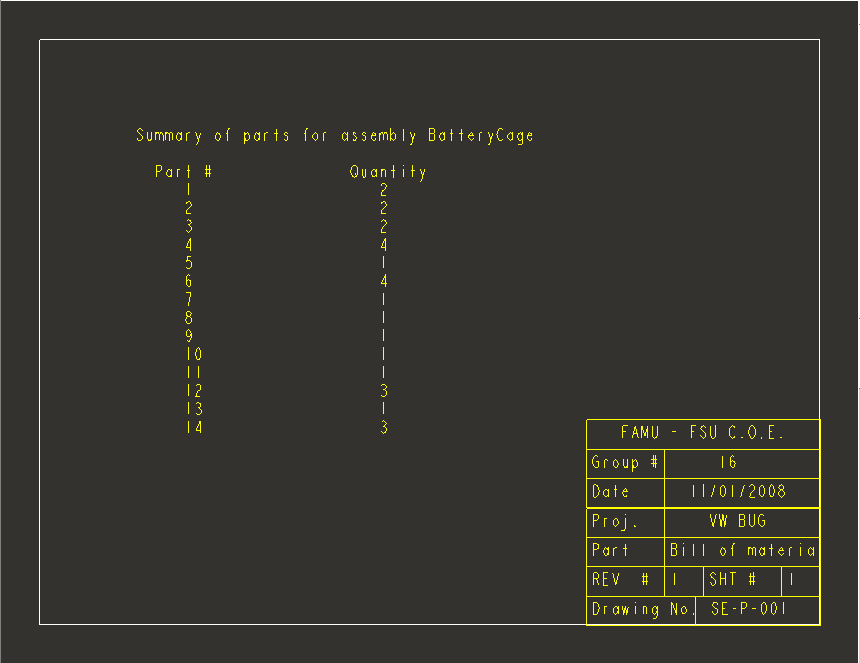 Summary of parts for assembly BatteryCage
Part # Quantity
1 2
2 2
3 2
4 4
5 1
6 4
7 1
8 1
9 1
10 1
11 1
12 3
13 1
14 3
FAMU - FSU C.O.E.
Group # 16
Date 11/01/2008
Proj. VW BUG
Part Bill of materia
REV # 1 SHT # 1
Drawing No. SE-P-001